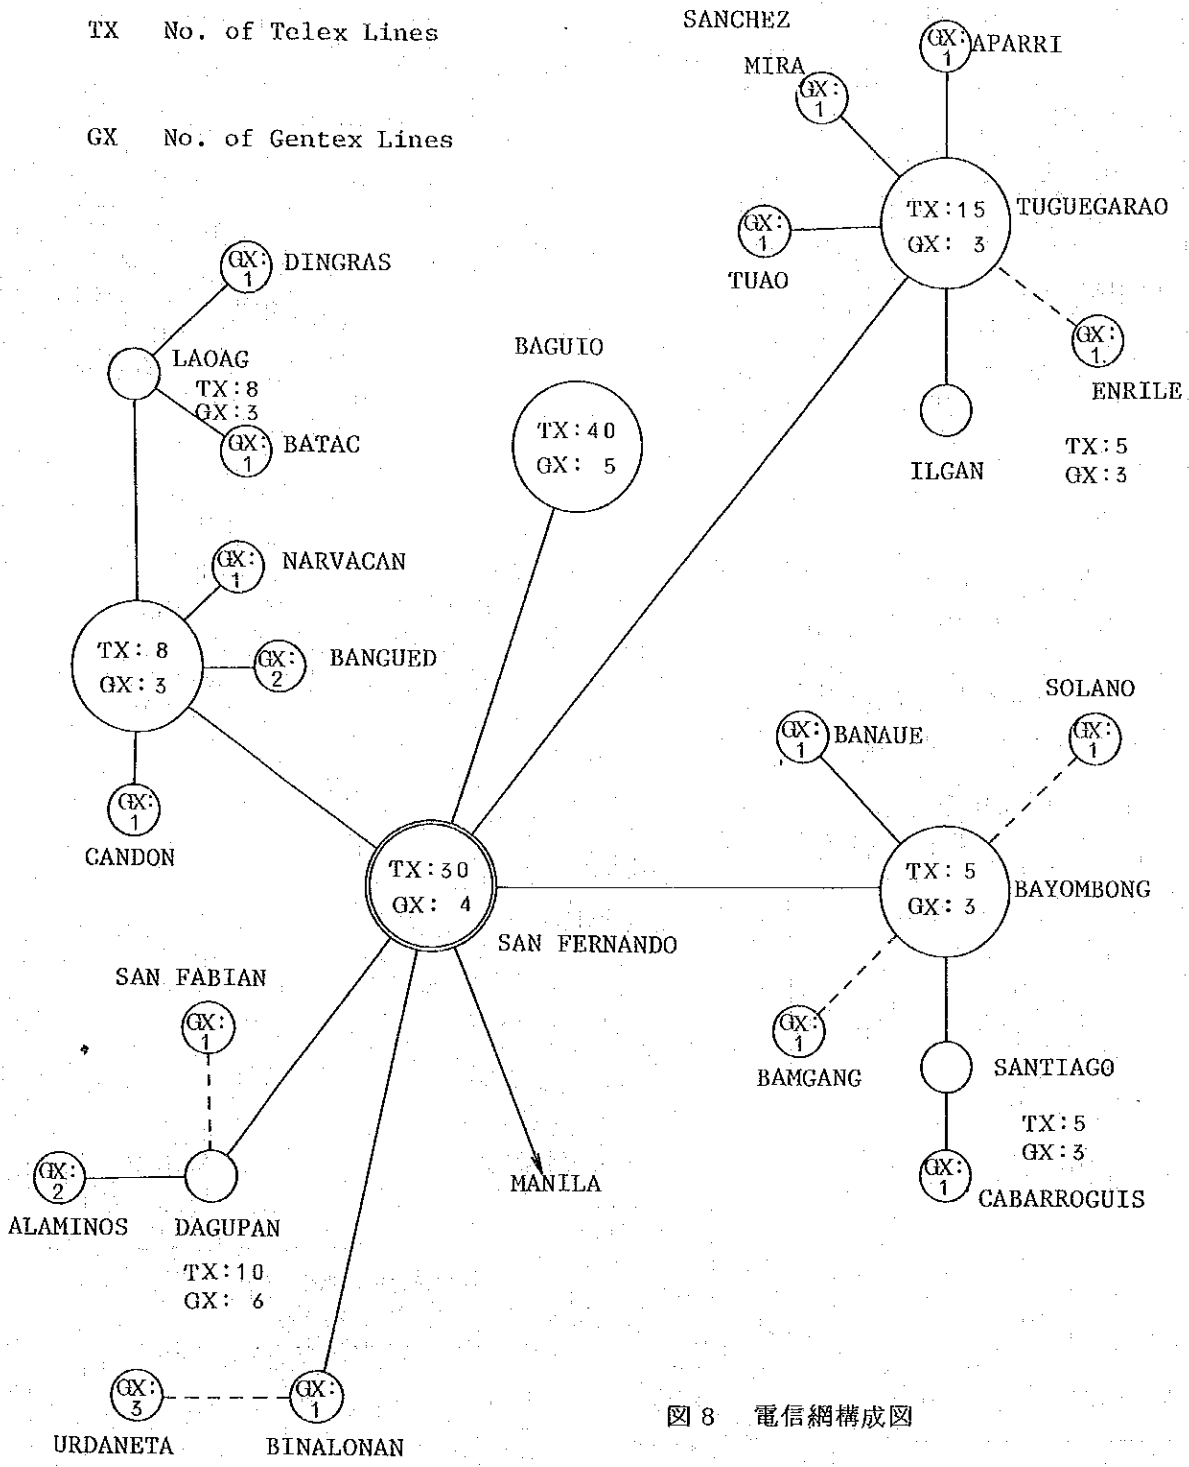 TX No. of Telex Lines
GX No. of Gentex Lines
SANCHEZ
MIRA
GX:
1
GX:
1
APARRI
TX:15
GX: 3
TUGUEGARAO
GX:
1
TUAO
GX:
1
ENRILE
ILGAN
TX:5
GX:3
GX:
1
DINGRAS
LAOAG
TX:8
GX:3
GX:
1
BATAC
BAGUIO
TX:40
GX: 5
GX:
1
NARVACAN
TX:8
GX:3
GX:
2
BANGUED
GX:
1
CANDON
SOLANO
GX:
1
GX:
1
BANAUE
TX:30
GX: 4
SAN FERNANDO
TX:5
GX:3
BAYOMBONG
GX:
1
BAMGANG
SANTIAGO
TX:5
GX:3
GX:
1
CABARROGUIS
SAN FABIAN
GX:
1
GX:
2
ALAMINOS
DAGUPAN
TX:10
GX: 6
MANILA
GX:
3
URDANETA
GX:
1
BINALONAN
図8 電信網構成図